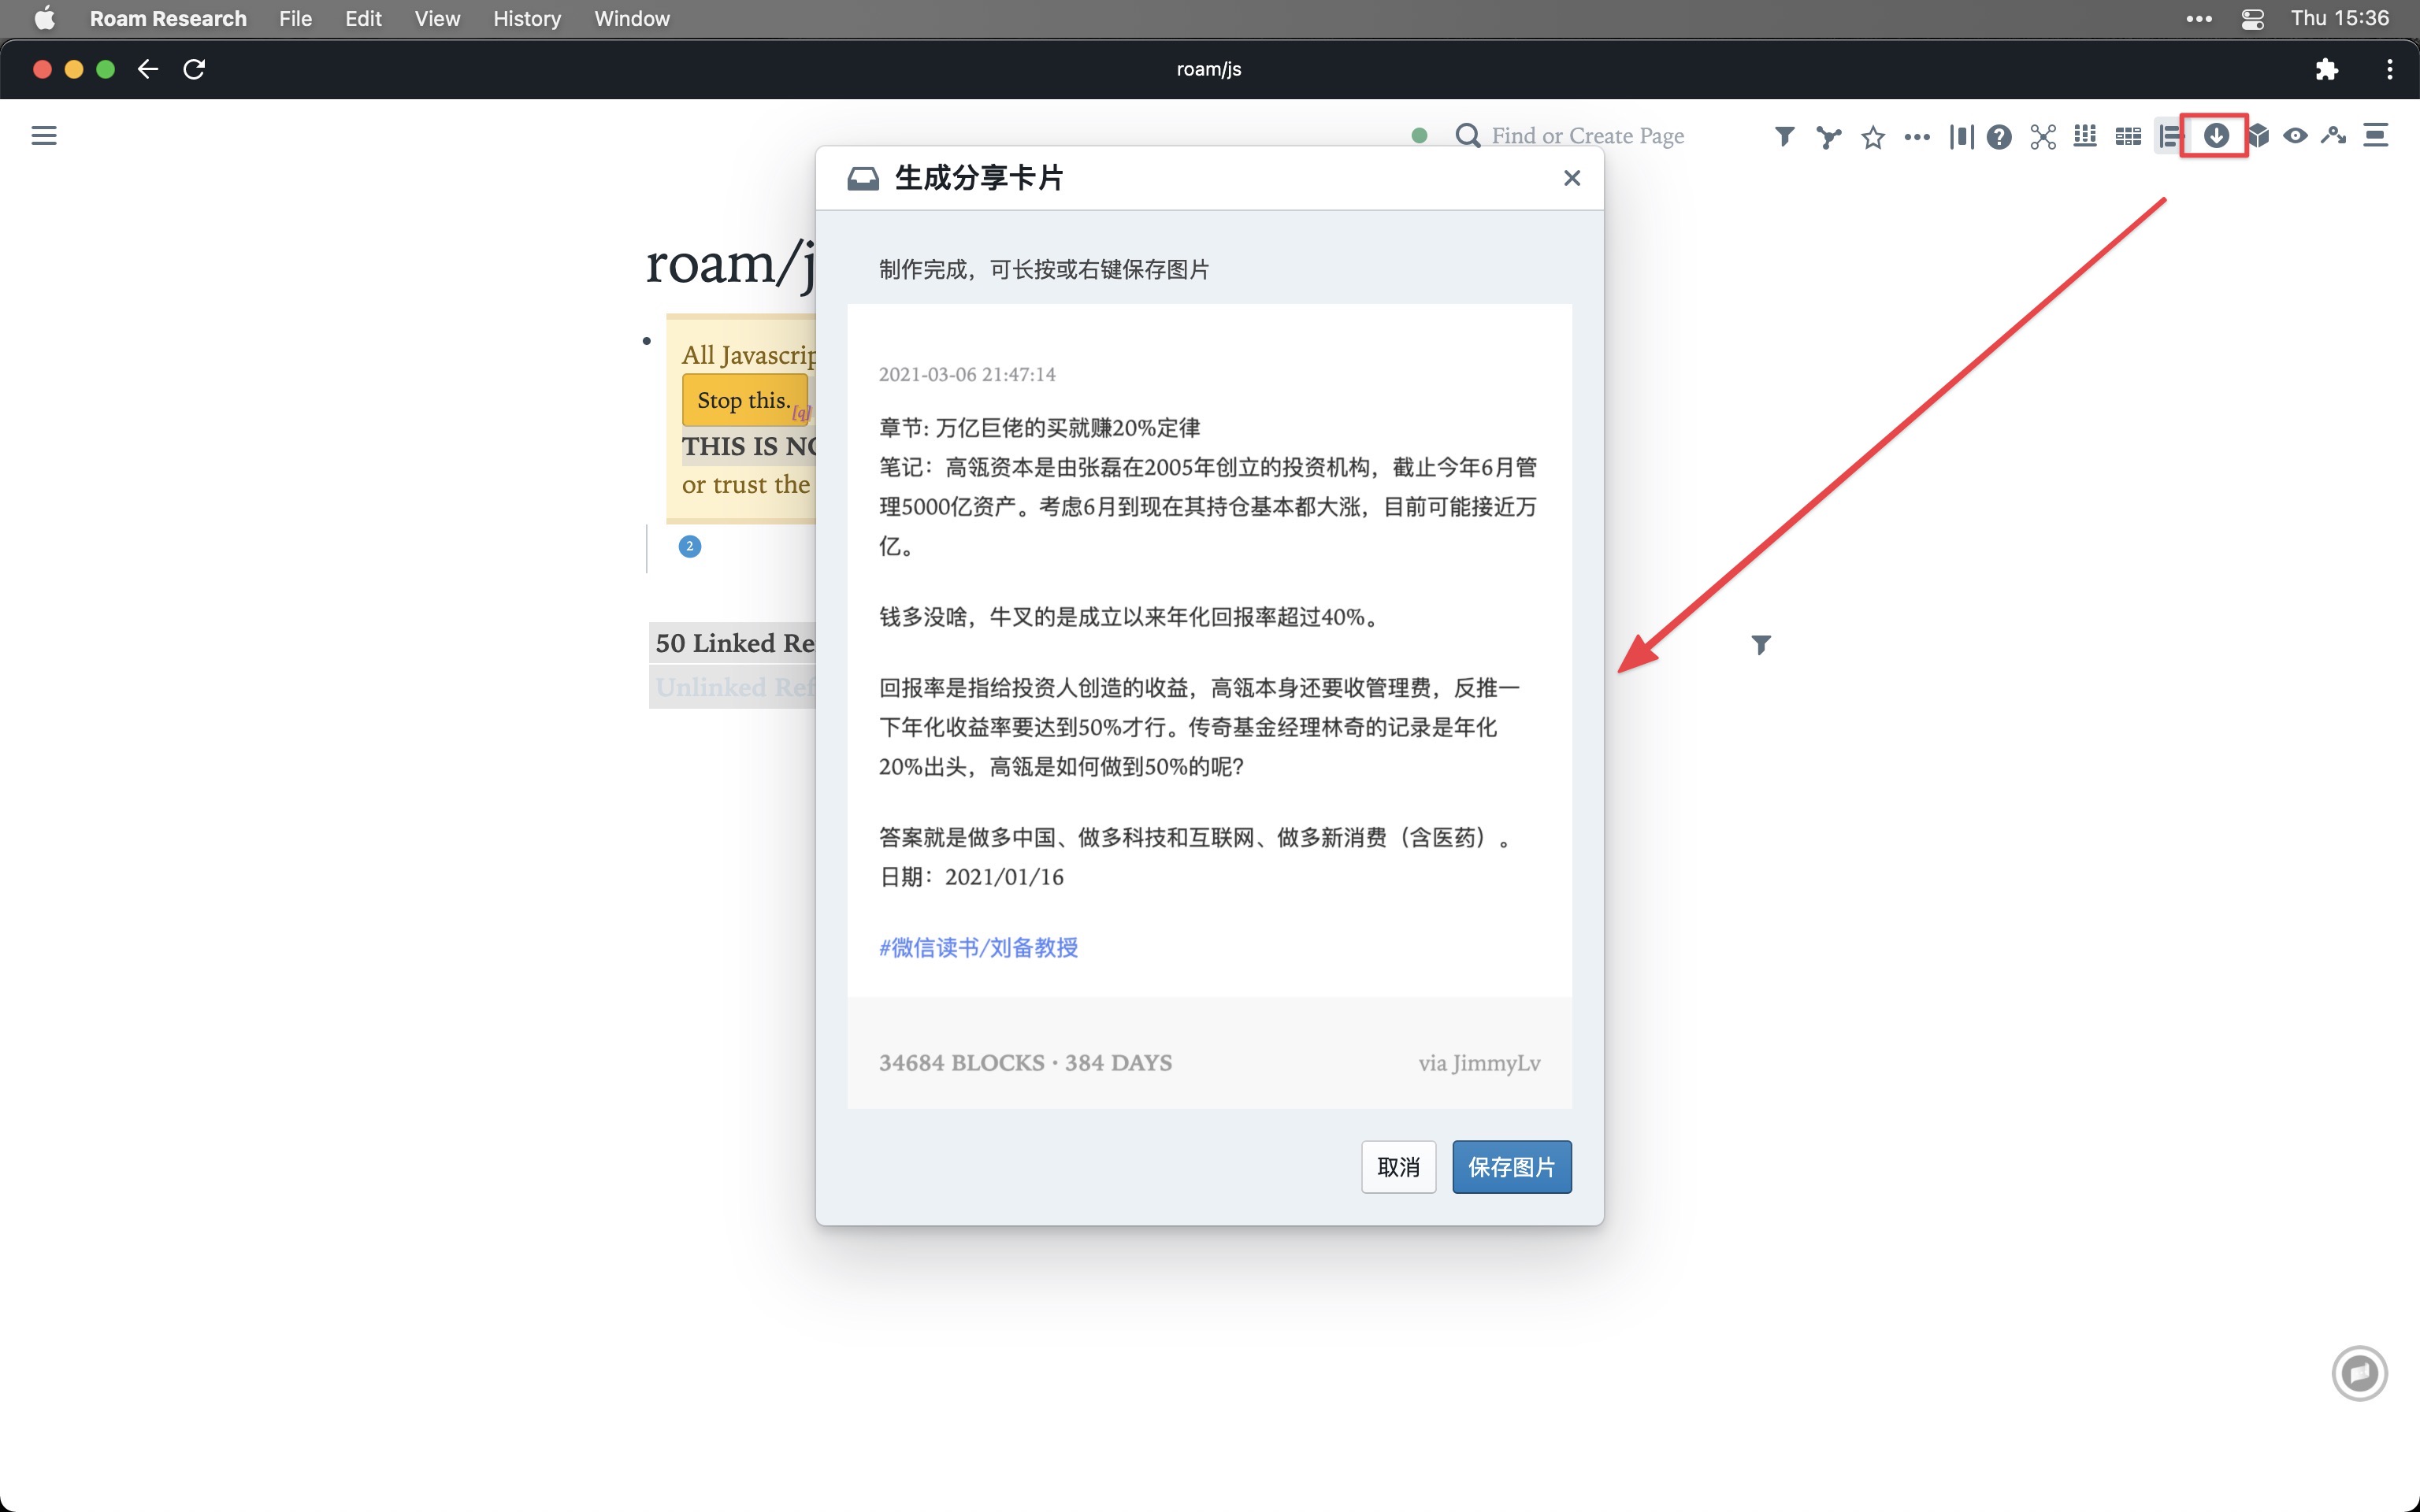 Roam Research File Edit View History Window Thu 15:36
roam/js
Find or Create Page
生成分享卡片
制作完成，可长按或右键保存图片
roam/j
All Javascrip
Stop this.
[q]
THIS IS NO
or trust the
2
50 Linked Re
Unlinked Ref
2021-03-06 21:47:14
章节: 万亿巨佬的买就赚20%定律
笔记：高瓴资本是由张磊在2005年创立的投资机构，截止今年6月管
理5000亿资产。考虑6月到现在其持仓基本都大涨，目前可能接近万
亿。
钱多没啥，牛叉的是成立以来年化回报率超过40%。
回报率是指给投资人创造的收益，高瓴本身还要收管理费，反推一
下年化收益率要达到50%才行。传奇基金经理林奇的记录是年化
20%出头，高瓴是如何做到50%的呢？
答案就是做多中国、做多科技和互联网、做多新消费（含医药）。
日期：2021/01/16
#微信读书/刘备教授
34684 BLOCKS · 384 DAYS
via JimmyLv
取消
保存图片